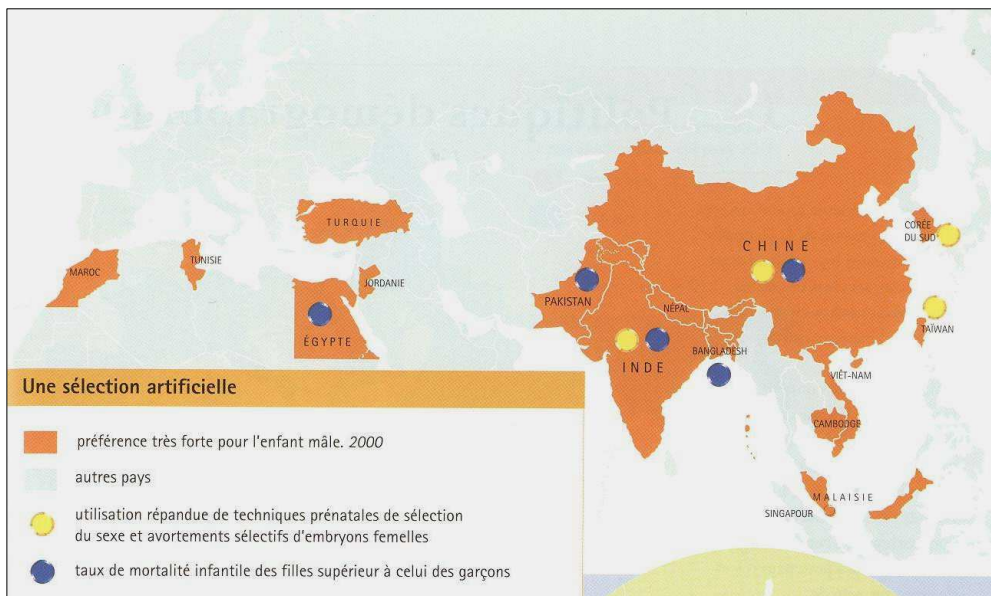 TURQUIE
MAROC
TUNISIE
JORDANIE
ÉGYPTE
CHINE
CORÉE
DU SUD
PAKISTAN
NÉPAL
TAÏWAN
INDE
BANGLADESH
VIÊT-NAM
CAMBODGE
MALAISIE
SINGAPOUR
Une sélection artificielle
préférence très forte pour l'enfant mâle. 2000
autres pays
utilisation répandue de techniques prénatales de sélection
du sexe et avortements sélectifs d'embryons femelles
taux de mortalité infantile des filles supérieur à celui des garçons